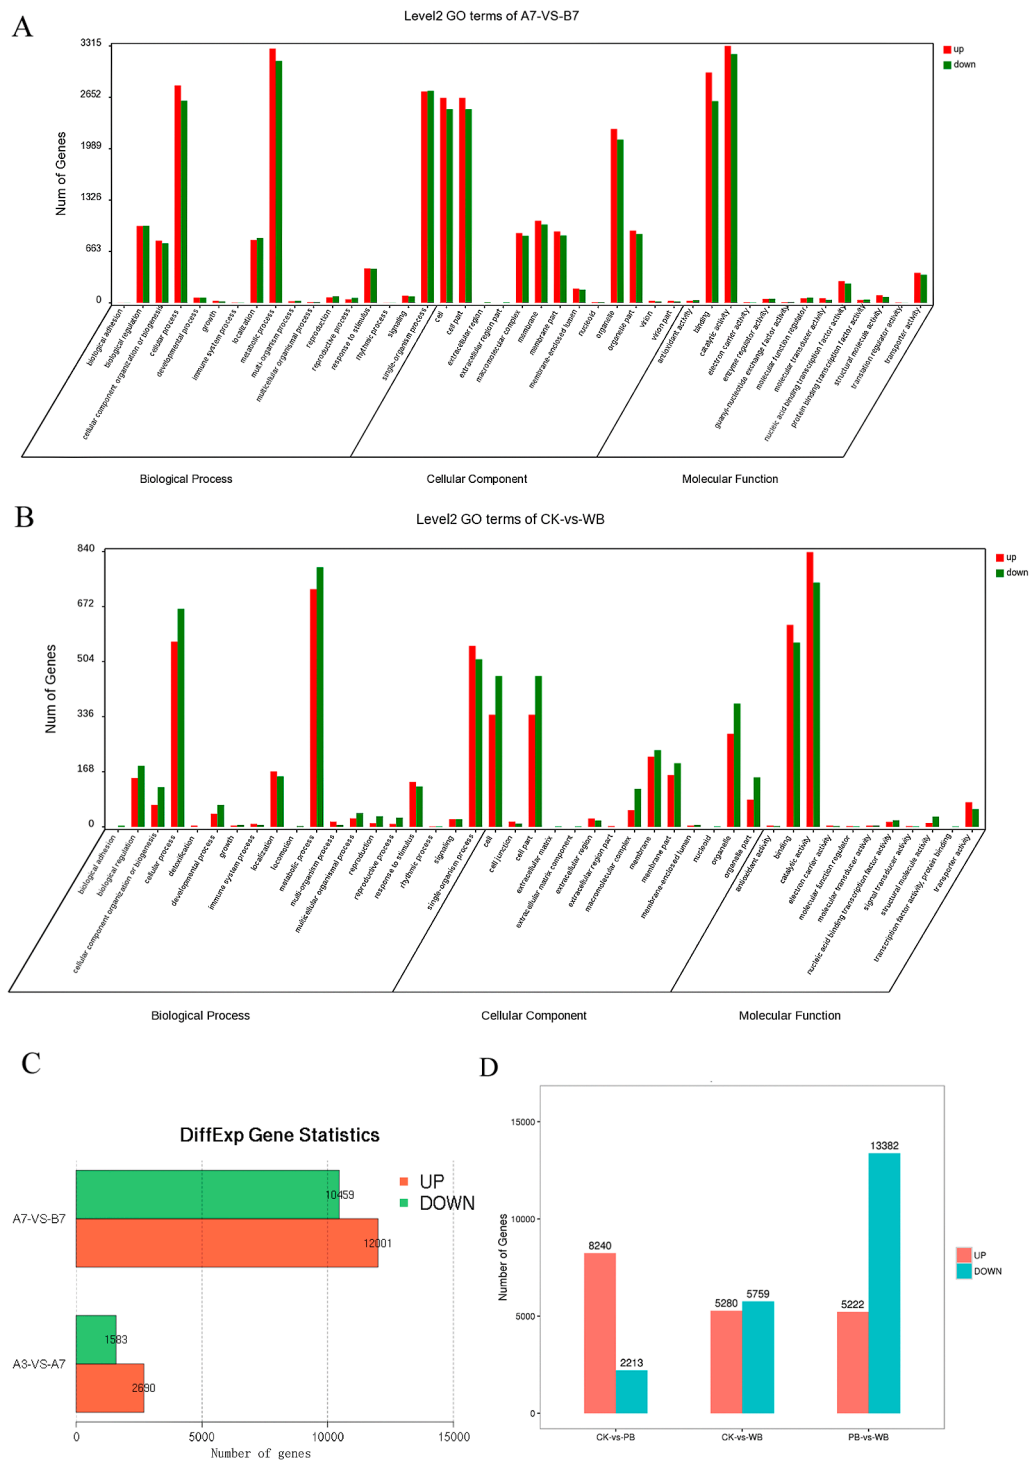 A
Level2 GO terms of A7-VS-B7
up
down
Num of Genes
3315
2652
1989
1326
663
0
biological adhesion
biological regulation
cellular component organization or biogenesis
cellular process
developmental process
growth
immune system process
localization
metabolic process
multi-organism process
multicellular organismal process
reproduction
reproductive process
response to stimulus
rhythmic process
signaling
single-organism process
cell
cell part
extracellular region
extracellular region part
macromolecular complex
membrane
membrane part
membrane-enclosed lumen
nucleoid
organelle
organelle part
virion
virion part
antioxidant activity
binding
catalytic activity
electron carrier activity
enzyme regulator activity
guanyl-nucleotide exchange factor activity
molecular function regulator
molecular transducer activity
nucleic acid binding transcription factor activity
protein binding transcription factor activity
structural molecule activity
translation regulator activity
transporter activity
Biological Process
Cellular Component
Molecular Function
B
Level2 GO terms of CK-vs-WB
up
down
Num of Genes
840
672
504
336
168
0
biological adhesion
biological regulation
cellular component organization or biogenesis
cellular process
detoxification
developmental process
growth
immune system process
localization
locomotion
metabolic process
multi-organism process
multicellular organismal process
reproduction
reproductive process
response to stimulus
rhythmic process
signaling
single-organism process
cell
cell junction
cell part
extracellular matrix
extracellular matrix component
extracellular region
extracellular region part
macromolecular complex
membrane
membrane part
membrane-enclosed lumen
nucleoid
organelle
organelle part
antioxidant activity
binding
catalytic activity
electron carrier activity
molecular function regulator
molecular transducer activity
nucleic acid binding transcription factor activity
signal transducer activity
structural molecule activity
transcription factor activity, protein binding
transporter activity
Biological Process
Cellular Component
Molecular Function
C
DiffExp Gene Statistics
UP
DOWN
A7-VS-B7
10459
12001
A3-VS-A7
1583
2690
0
5000
10000
15000
Number of genes
D
Number of Genes
15000
10000
5000
0
8240
2213
5280
5759
5222
13382
UP
DOWN
CK-vs-PB
CK-vs-WB
PB-vs-WB